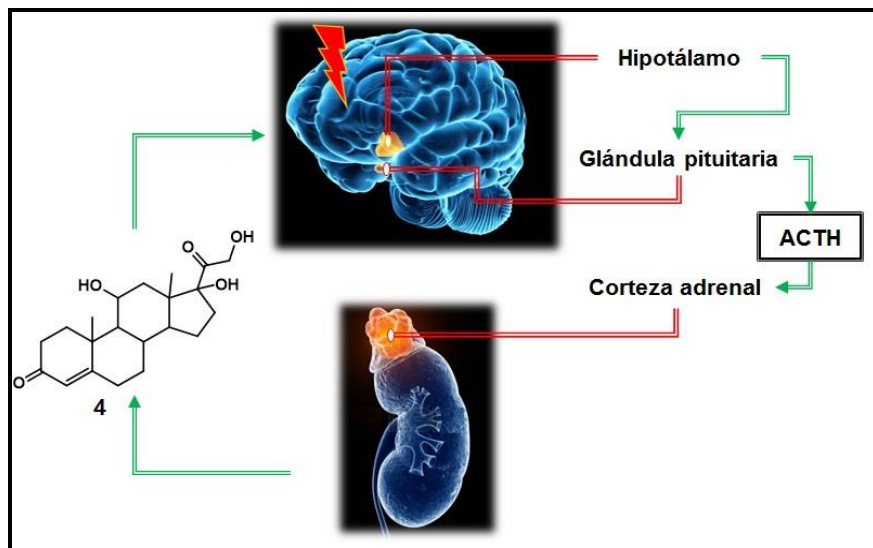 Hipotálamo
Glándula pituitaria
ACTH
Corteza adrenal
OH
O
HO
OH
O
4